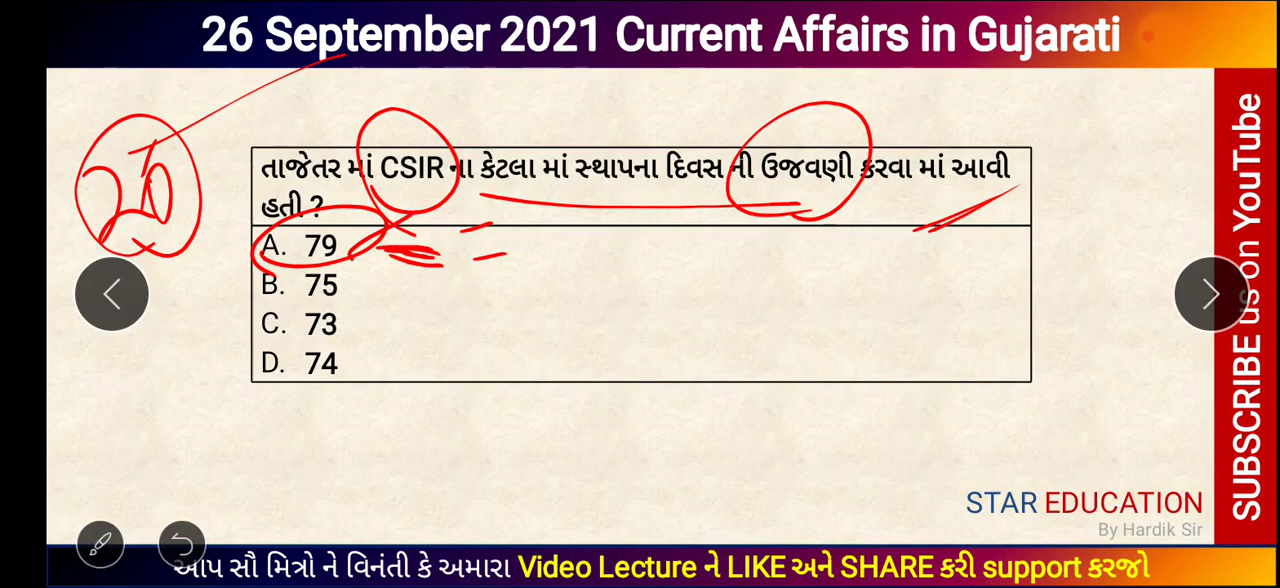 26 September 2021 Current Affairs in Gujarati
તાજેતર માં CSIR ના કેટલા માં સ્થાપના દિવસ ની ઉજવણી કરવા માં આવી
હતી ?
A. 79
B. 75
C. 73
D. 74
STAR EDUCATION
By Hardik Sir
આપ સૌ મિત્રો ને વિનંતી કે અમારા Video Lecture ને LIKE અને SHARE કરી support કરજો
SUBSCRIBE us on YouTube